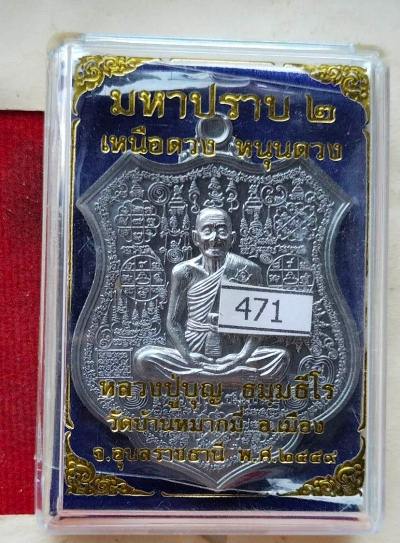 มหาปราบ ๒
เหนือดวง หนุนดวง
471
หลวงปู่บุญ ธมฺมธีโร
วัดบ้านหมากมี่ อ.เมือง
จ.อุบลราชธานี พ.ศ.๒๕๕๙